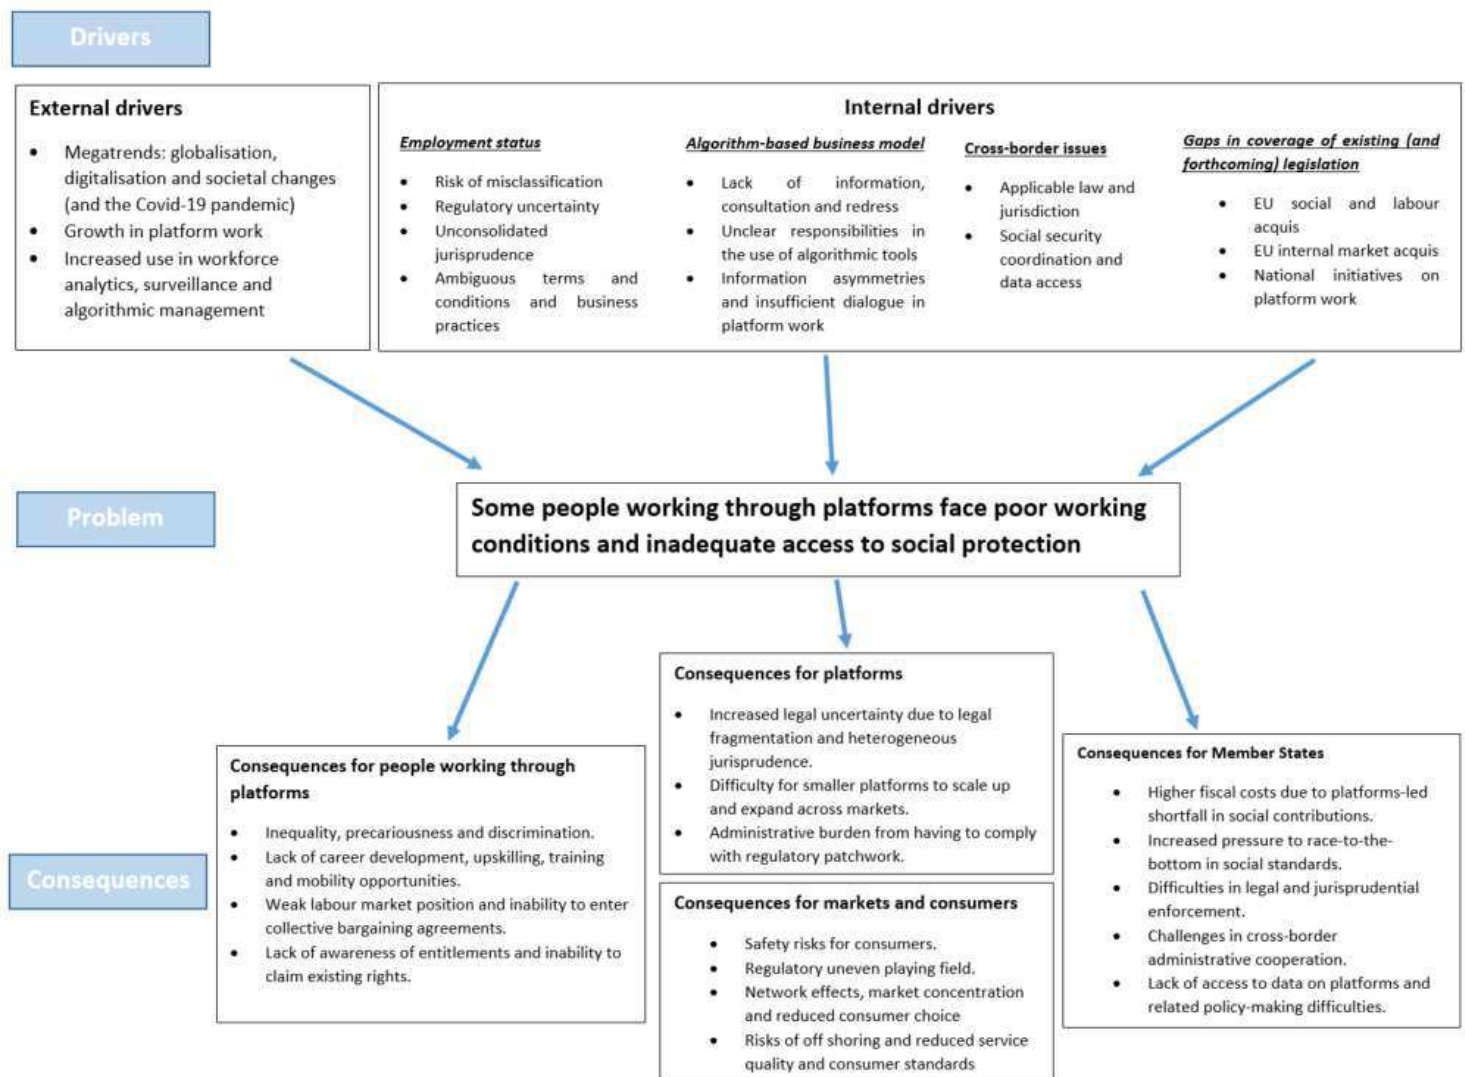 Drivers
External drivers
• Megatrends: globalisation,
digitalisation and societal changes
(and the Covid-19 pandemic)
• Growth in platform work
• Increased use in workforce
analytics, surveillance and
algorithmic management
Internal drivers
Employment status
• Risk of misclassification
• Regulatory uncertainty
• Unconsolidated
jurisprudence
• Ambiguous terms and
conditions and business
practices
Algorithm-based business model
• Lack of information,
consultation and redress
• Unclear responsibilities in
the use of algorithmic tools
• Information asymmetries
and insufficient dialogue in
platform work
Cross-border issues
• Applicable law and
jurisdiction
• Social security
coordination and
data access
Gaps in coverage of existing (and
forthcoming) legislation
• EU social and labour
acquis
• EU internal market acquis
• National initiatives on
platform work
Problem
Some people working through platforms face poor working
conditions and inadequate access to social protection
Consequences
Consequences for people working through
platforms
• Inequality, precariousness and discrimination.
• Lack of career development, upskilling, training
and mobility opportunities.
• Weak labour market position and inability to enter
collective bargaining agreements.
• Lack of awareness of entitlements and inability to
claim existing rights.
Consequences for platforms
• Increased legal uncertainty due to legal
fragmentation and heterogeneous
jurisprudence.
• Difficulty for smaller platforms to scale up
and expand across markets.
• Administrative burden from having to comply
with regulatory patchwork.
Consequences for markets and consumers
• Safety risks for consumers.
• Regulatory uneven playing field.
• Network effects, market concentration
and reduced consumer choice
• Risks of off shoring and reduced service
quality and consumer standards
Consequences for Member States
• Higher fiscal costs due to platforms-led
shortfall in social contributions.
• Increased pressure to race-to-the-
bottom in social standards.
• Difficulties in legal and jurisprudential
enforcement.
• Challenges in cross-border
administrative cooperation.
• Lack of access to data on platforms and
related policy-making difficulties.